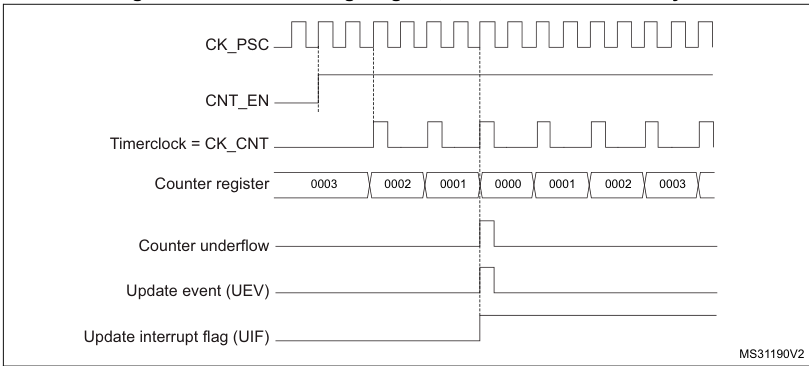 CK_PSC
CNT_EN
Timerclock = CK_CNT
Counter register 0003 0002 0001 0000 0001 0002 0003
Counter underflow
Update event (UEV)
Update interrupt flag (UIF)
MS31190V2